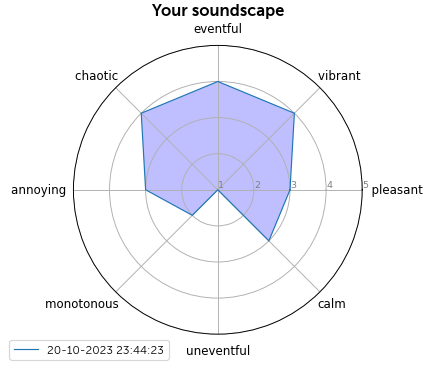 Your soundscape
eventful
chaotic
vibrant
annoying
1
2
3
4
5
pleasant
monotonous
calm
20-10-2023 23:44:23
uneventful